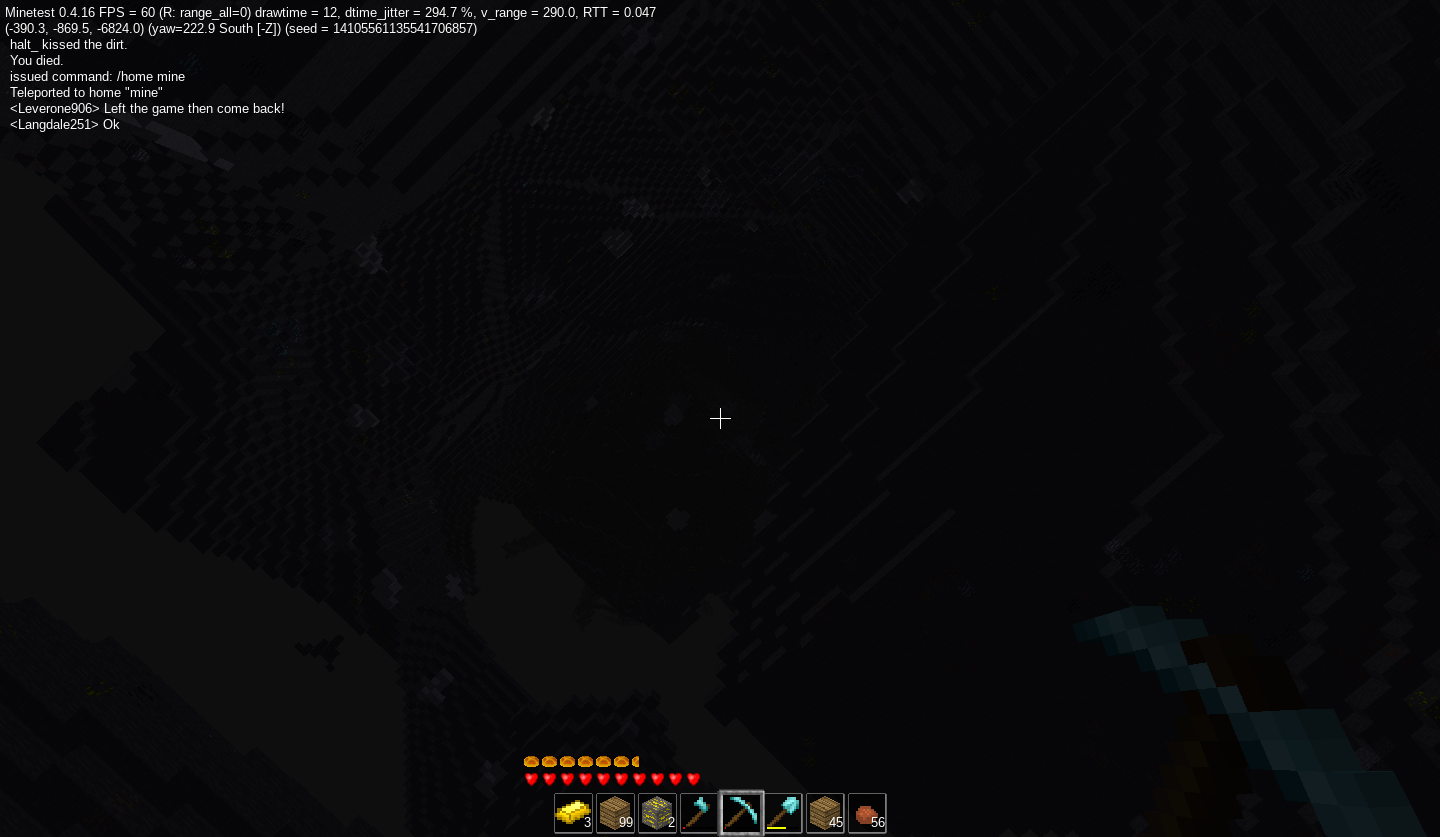 Minetest 0.4.16 FPS = 60 (R: range_all=0) drawtime = 12, dtime_jitter = 294.7 %, v_range = 290.0, RTT = 0.047
(-390.3, -869.5, -6824.0) (yaw=222.9 South [-Z]) (seed = 14105561135541706857)
halt_ kissed the dirt.
You died.
issued command: /home mine
Teleported to home "mine"
<Leverone906> Left the game then come back!
<Langdale251> Ok
3 99 2 45 56